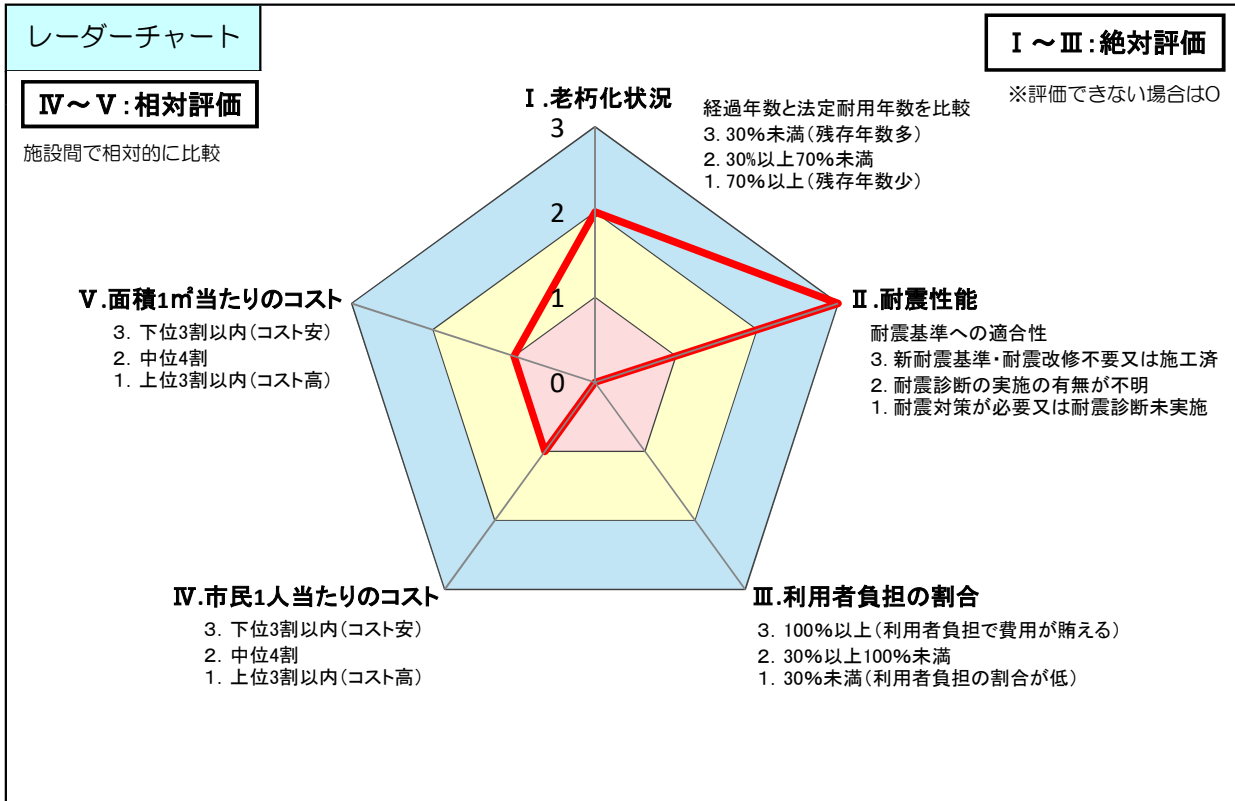 レーダーチャート
Ⅰ～Ⅲ:絶対評価
※評価できない場合は0
Ⅳ～Ⅴ:相対評価
施設間で相対的に比較
Ⅰ.老朽化状況
経過年数と法定耐用年数を比較
3. 30%未満(残存年数多)
2. 30%以上70%未満
1. 70%以上(残存年数少)
3
2
1
0
Ⅱ.耐震性能
耐震基準への適合性
3. 新耐震基準・耐震改修不要又は施工済
2. 耐震診断の実施の有無が不明
1. 耐震対策が必要又は耐震診断未実施
Ⅴ.面積1㎡当たりのコスト
3. 下位3割以内(コスト安)
2. 中位4割
1. 上位3割以内(コスト高)
Ⅳ.市民1人当たりのコスト
3. 下位3割以内(コスト安)
2. 中位4割
1. 上位3割以内(コスト高)
Ⅲ.利用者負担の割合
3. 100%以上(利用者負担で費用が賄える)
2. 30%以上100%未満
1. 30%未満(利用者負担の割合が低)